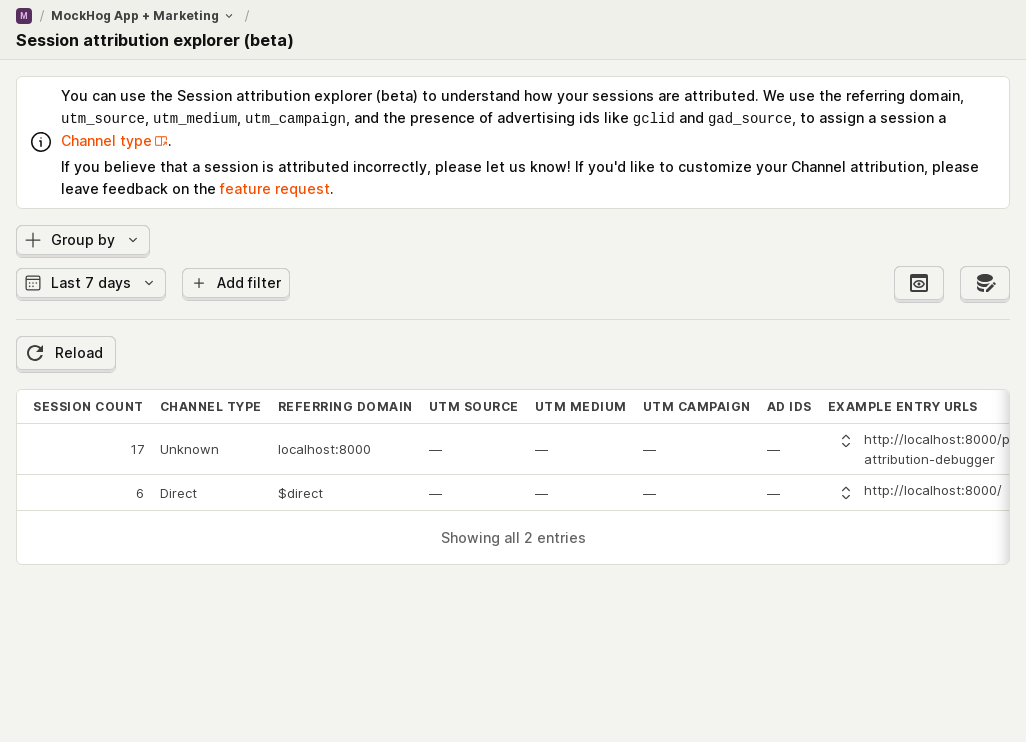 M / MockHog App + Marketing /
Session attribution explorer (beta)
You can use the Session attribution explorer (beta) to understand how your sessions are attributed. We use the referring domain,
utm_source, utm_medium, utm_campaign, and the presence of advertising ids like gclid and gad_source, to assign a session a
Channel type.
If you believe that a session is attributed incorrectly, please let us know! If you'd like to customize your Channel attribution, please
leave feedback on the feature request.
Group by
Last 7 days Add filter
Reload
SESSION COUNT CHANNEL TYPE REFERRING DOMAIN UTM SOURCE UTM MEDIUM UTM CAMPAIGN AD IDS EXAMPLE ENTRY URLS
17 Unknown localhost:8000 — — — — http://localhost:8000/p
attribution-debugger
6 Direct $direct — — — — http://localhost:8000/
Showing all 2 entries